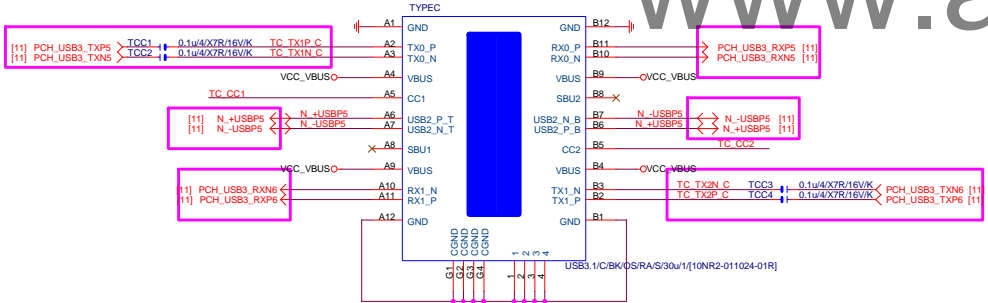 TYPEC
www.a
A1 GND GND B12
[11] PCH_USB3_TXP5 TCC1 0.1u/4/X7R/16V/K TC_TX1P_C A2 TX0_P RX0_P B11 PCH_USB3_RXP5 [11]
[11] PCH_USB3_TXN5 TCC2 0.1u/4/X7R/16V/K TC_TX1N_C A3 TX0_N RX0_N B10 PCH_USB3_RXN5 [11]
VCC_VBUS A4 VBUS VBUS B9 VCC_VBUS
TC_CC1 A5 CC1 SBU2 B8
[11] N_+USBP5 N_+USBP5 A6 USB2_P_T USB2_N_B B7 N_-USBP5 N_-USBP5 [11]
[11] N_-USBP5 N_-USBP5 A7 USB2_N_T USB2_P_B B6 N_+USBP5 N_+USBP5 [11]
A8 SBU1 CC2 B5 TC_CC2
VCC_VBUS A9 VBUS VBUS B4 VCC_VBUS
[11] PCH_USB3_RXN6 A10 RX1_N TX1_N B3 TC_TX2N_C TCC3 0.1u/4/X7R/16V/K PCH_USB3_TXN6 [11]
[11] PCH_USB3_RXP6 A11 RX1_P TX1_P B2 TC_TX2P_C TCC4 0.1u/4/X7R/16V/K PCH_USB3_TXP6 [11]
A12 GND GND B1
CGND CGND CGND CGND 1 2 3 4
G1 G2 G3 G4 1 2 3 4
USB3.1/C/BK/OS/RA/S/30u/1/[10NR2-011024-01R]